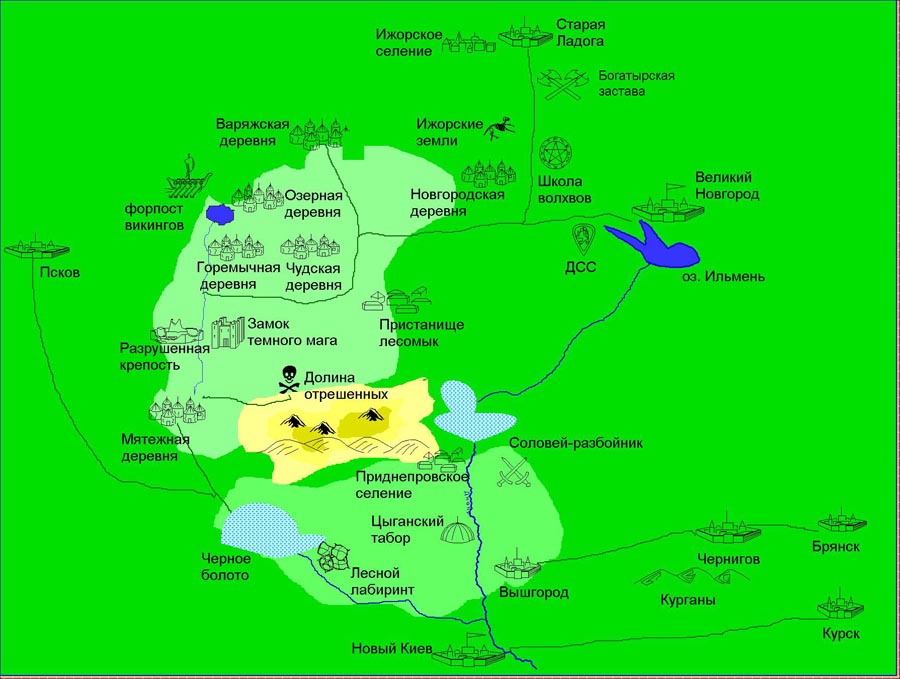 Ижорское
селение
Старая
Ладога
Богатырская
застава
Варяжская
деревня
Ижорские
земли
Школа
волхвов
Великий
Новгород
форпост
викингов
Озерная
деревня
Новгородская
деревня
Псков
Горемычная
деревня
Чудская
деревня
ДСС
оз. Ильмень
Разрушенная
крепость
Замок
темного мага
Пристанище
лесомык
Долина
отрешенных
Мятежная
деревня
Соловей-разбойник
Приднепровское
селение
Цыганский
табор
Черное
болото
Лесной
лабиринт
Вышгород
Чернигов
Брянск
Курганы
Курск
Новый Киев